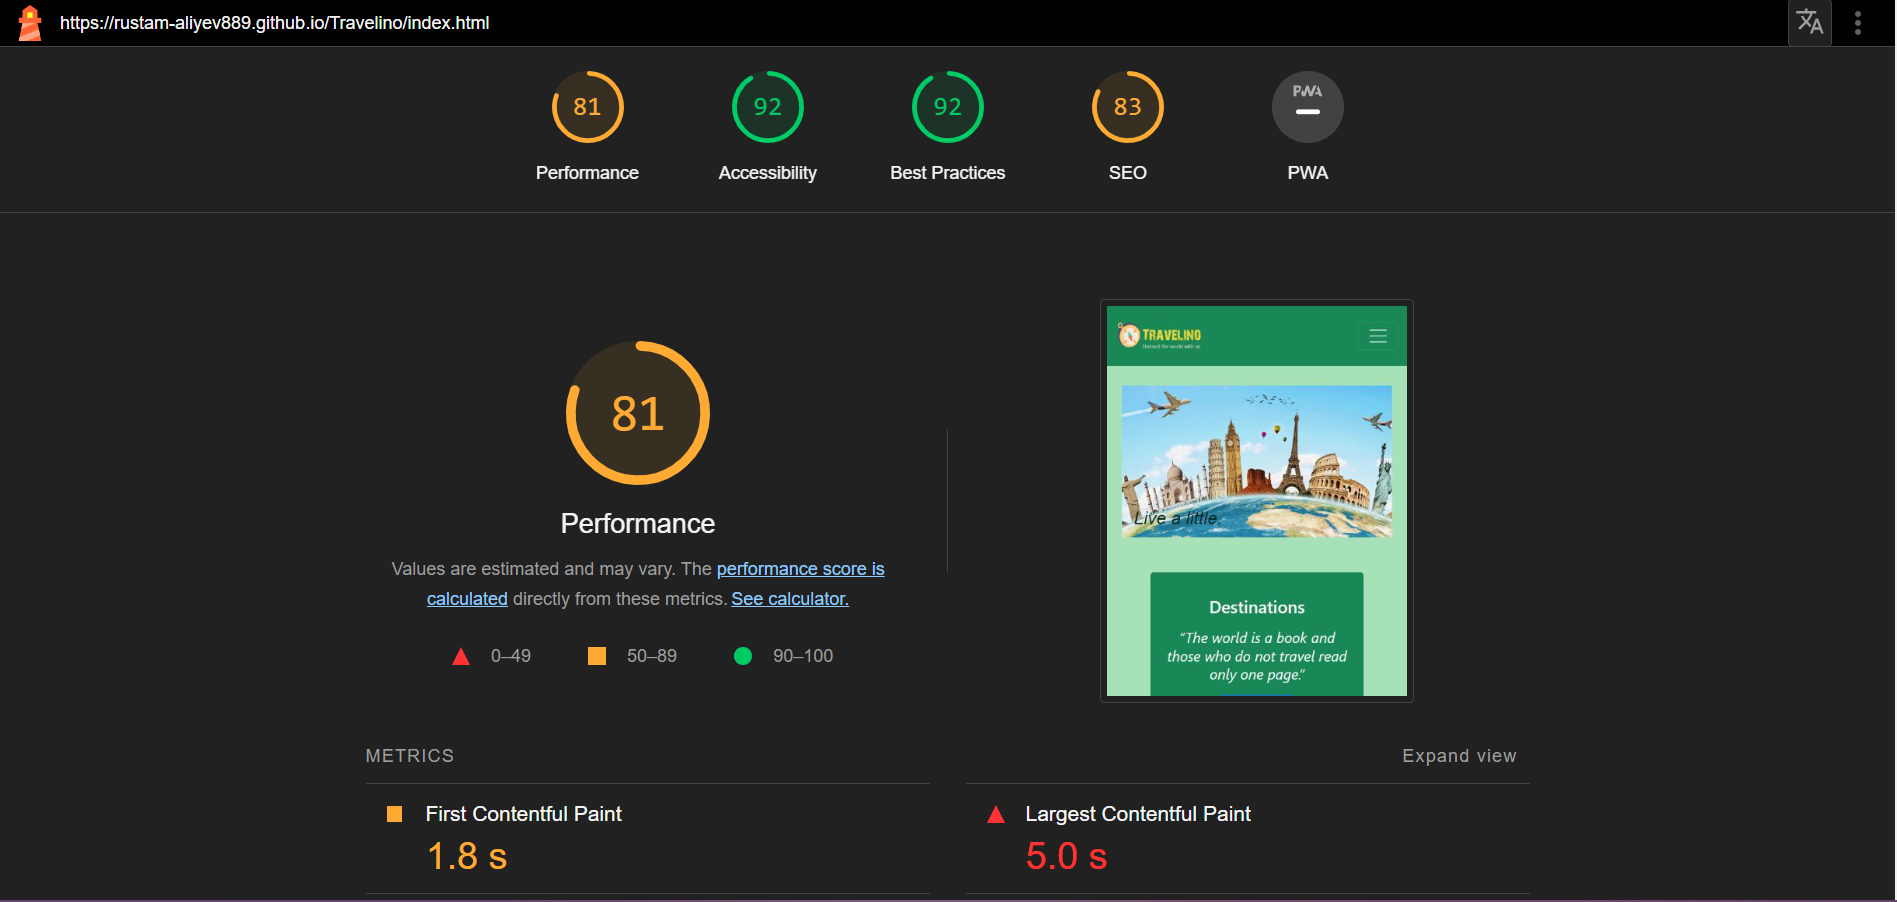 https://rustam-aliyev889.github.io/Travelino/index.html
81
92
92
83
PWA
Performance
Accessibility
Best Practices
SEO
PWA
81
Performance
Values are estimated and may vary. The performance score is
calculated directly from these metrics. See calculator.
0–49
50–89
90–100
TRAVELINO
Live a little.
Destinations
“The world is a book and
those who do not travel read
only one page.”
METRICS
Expand view
First Contentful Paint
1.8 s
Largest Contentful Paint
5.0 s